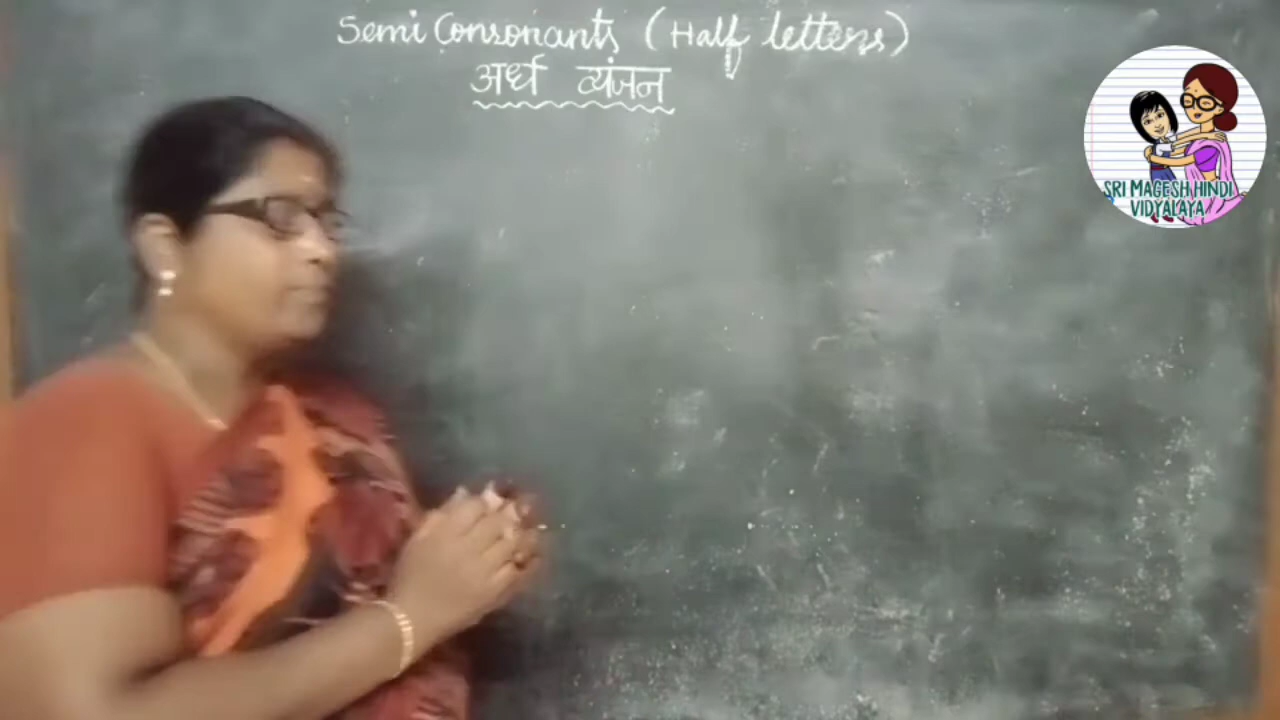 Semi Consonants (Half letters)
अर्ध व्यंजन
SRI MAGESH HINDI
VIDYALAYA